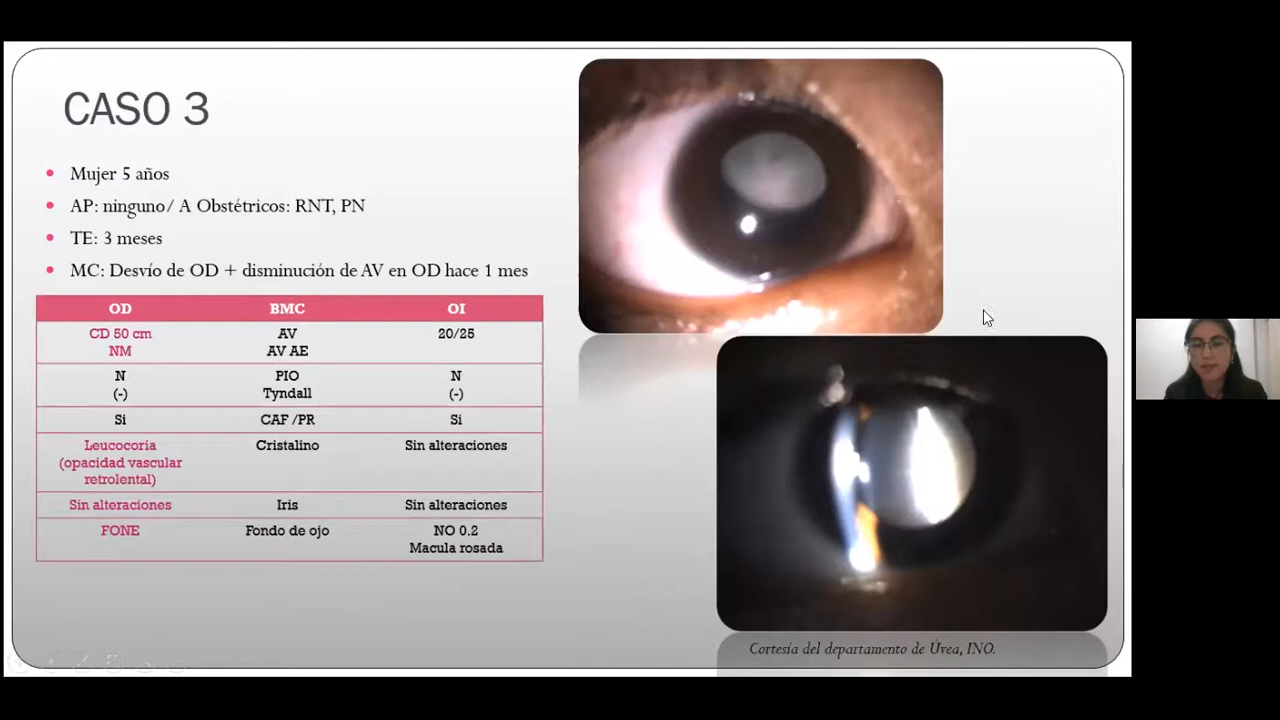 CASO 3
Mujer 5 años
AP: ninguno/ A Obstétricos: RNT, PN
TE: 3 meses
MC: Desvío de OD + disminución de AV en OD hace 1 mes
OD BMC OI
CD 50 cm AV 20/25
NM AV AE
N PIO N
(-) Tyndall (-)
Si CAF /PR Si
Leucocoria Cristalino Sin alteraciones
(opacidad vascular
retrolental)
Sin alteraciones Iris Sin alteraciones
FONE Fondo de ojo NO 0.2
Macula rosada
Cortesía del departamento de Úvea, INO.